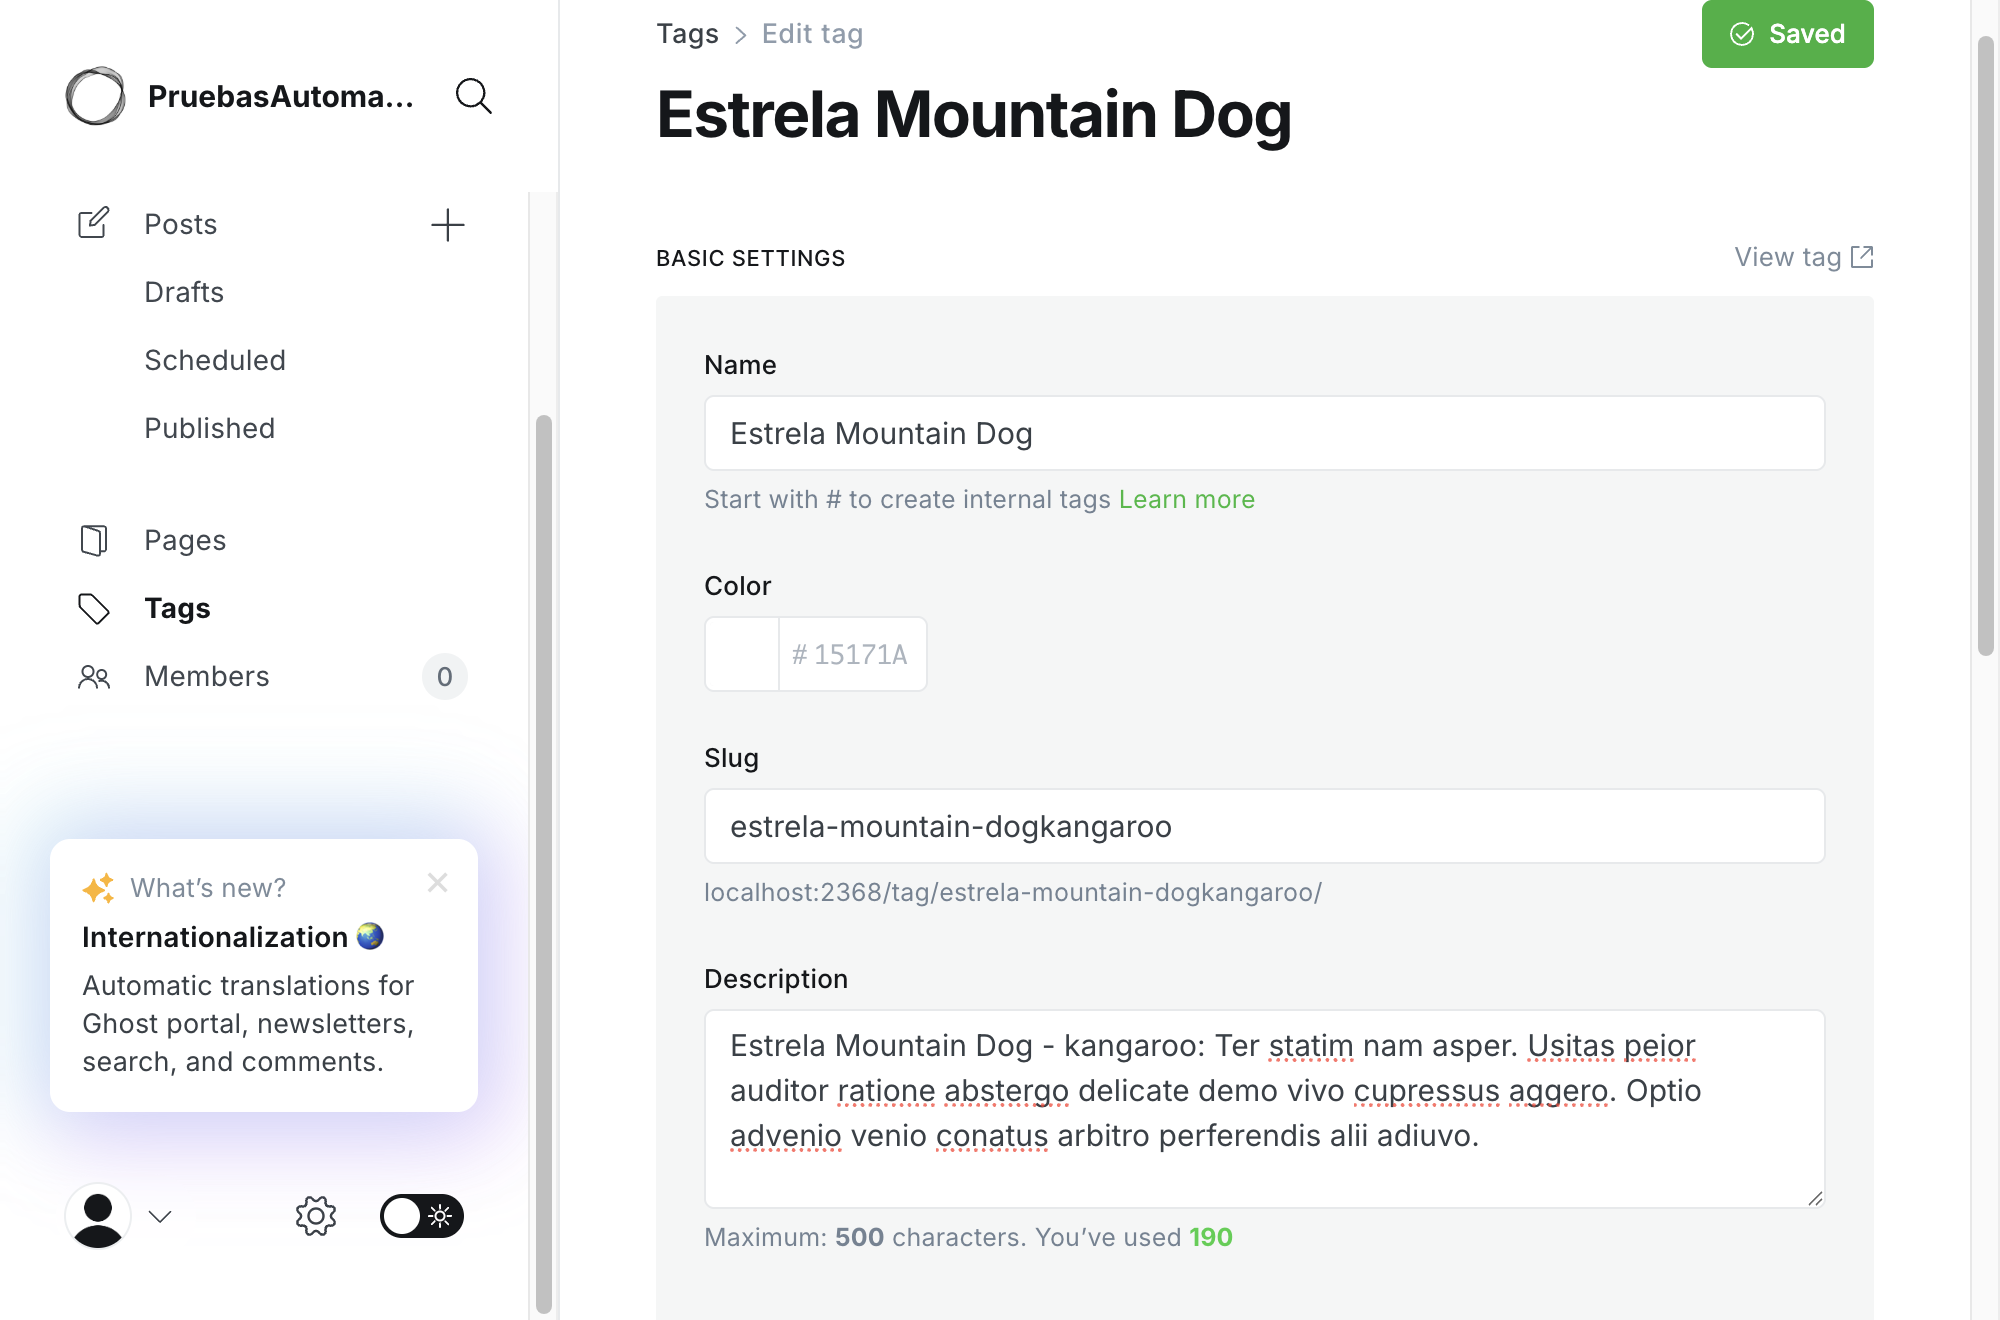 PruebasAutoma...
Posts
Drafts
Scheduled
Published
Pages
Tags
Members
0
What’s new?
Internationalization
Automatic translations for
Ghost portal, newsletters,
search, and comments.
Tags > Edit tag
Saved
Estrela Mountain Dog
BASIC SETTINGS
View tag
Name
Estrela Mountain Dog
Start with # to create internal tags Learn more
Color
# 15171A
Slug
estrela-mountain-dogkangaroo
localhost:2368/tag/estrela-mountain-dogkangaroo/
Description
Estrela Mountain Dog - kangaroo: Ter statim nam asper. Usitas peior
auditor ratione abstergo delicate demo vivo cupressus aggero. Optio
advenio venio conatus arbitro perferendis alii adiuvo.
Maximum: 500 characters. You’ve used 190